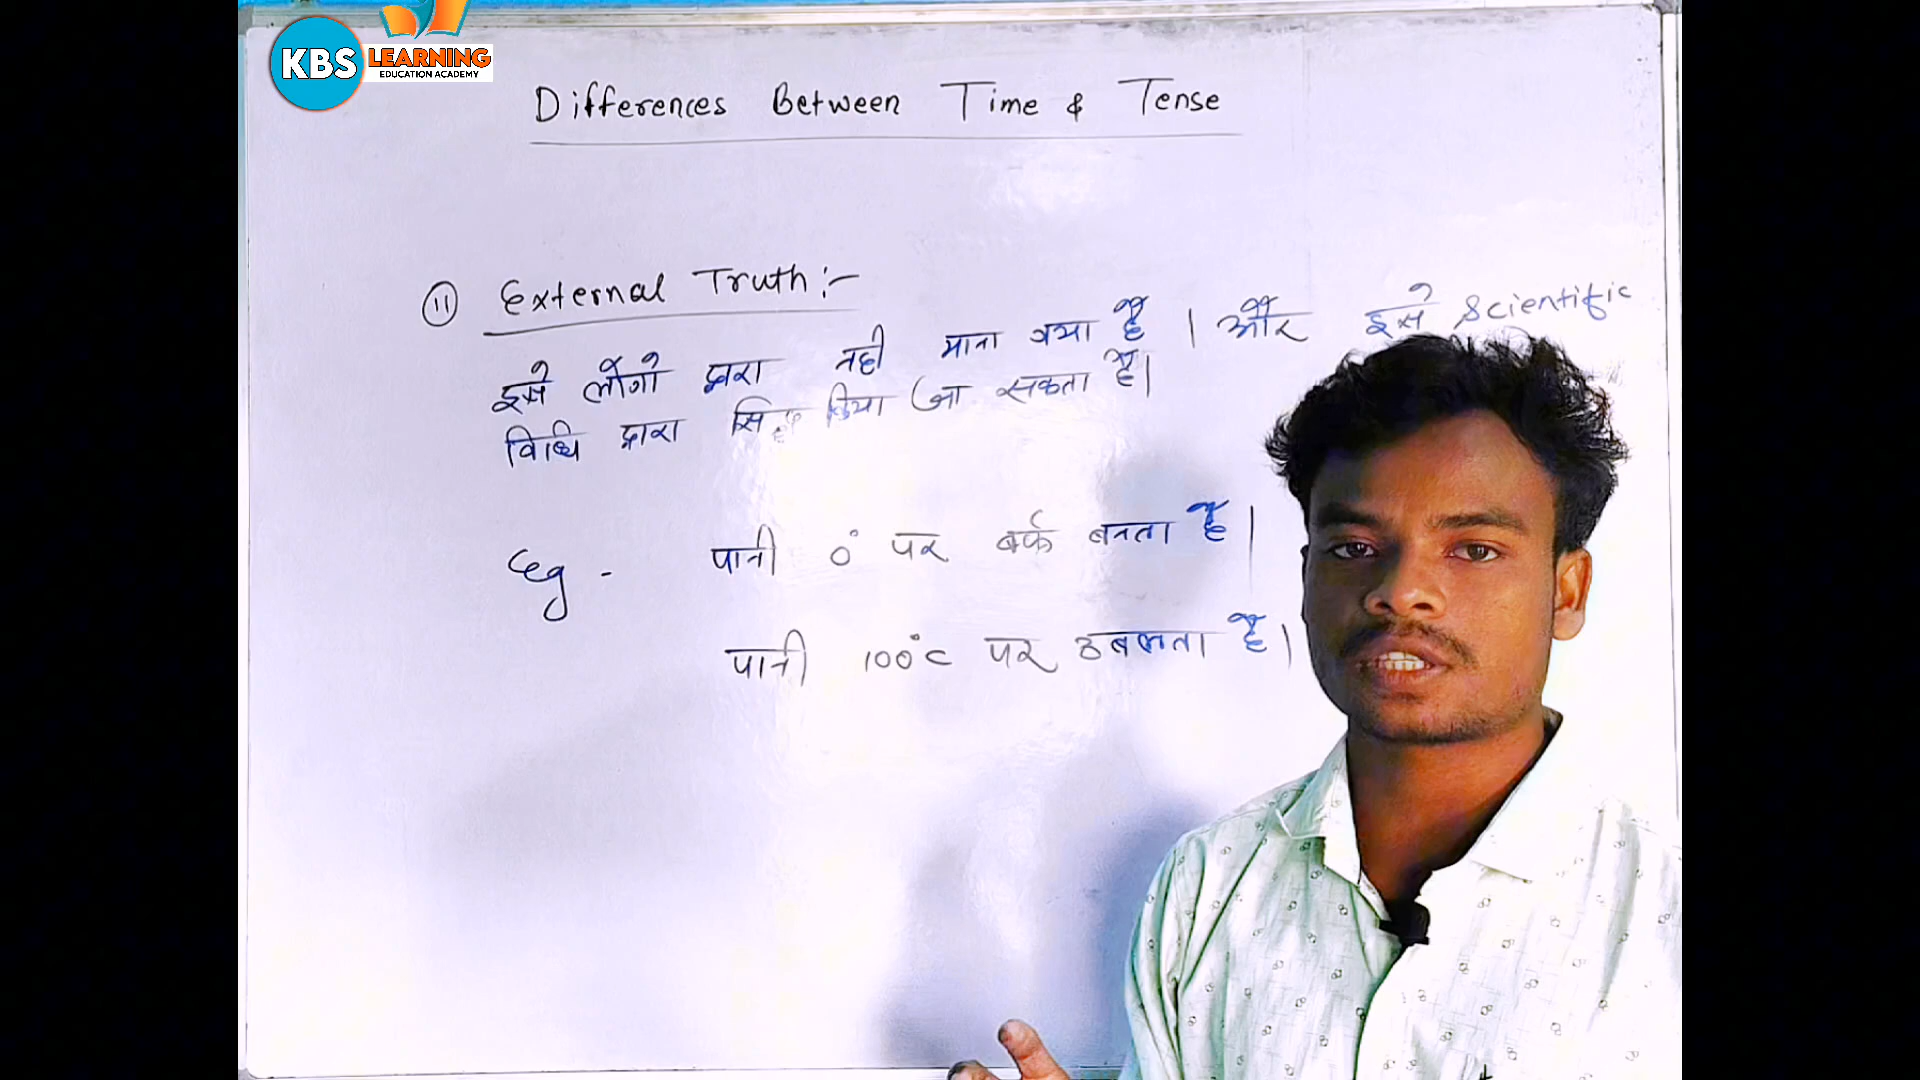 KBS LEARNING
EDUCATION ACADEMY
Differences Between Time & Tense
(11) External Truth :-
इसे लोगो द्वारा नही माना गया है । और इसे Scientific
विधि द्वारा सिद्ध किया जा सकता है।
Eg - पानी 0° पर बर्फ बनता है।
पानी 100°c पर उबलता है।